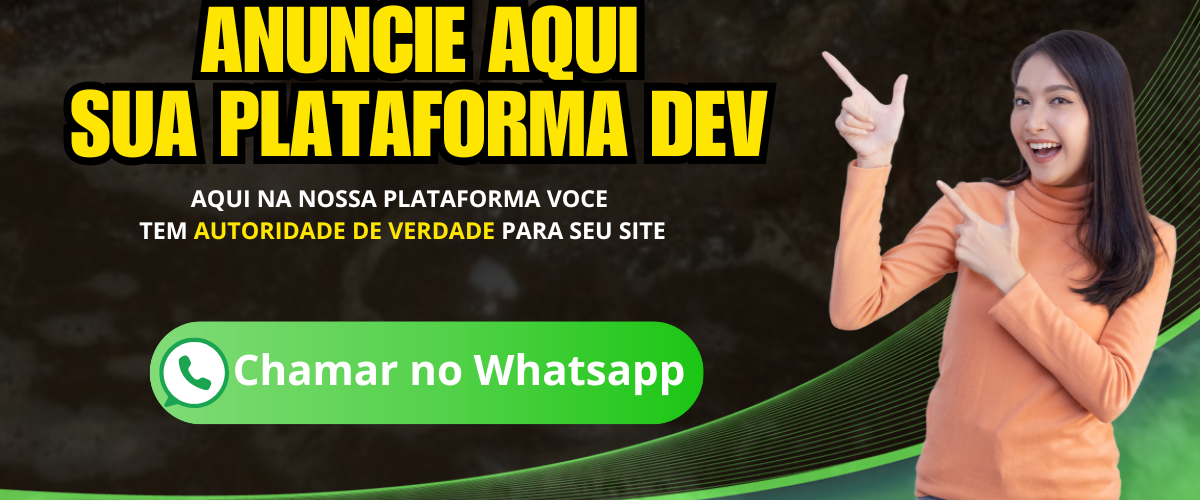 ANUNCIE AQUI
SUA PLATAFORMA DEV
AQUI NA NOSSA PLATAFORMA VOCE
TEM AUTORIDADE DE VERDADE PARA SEU SITE
Chamar no Whatsapp